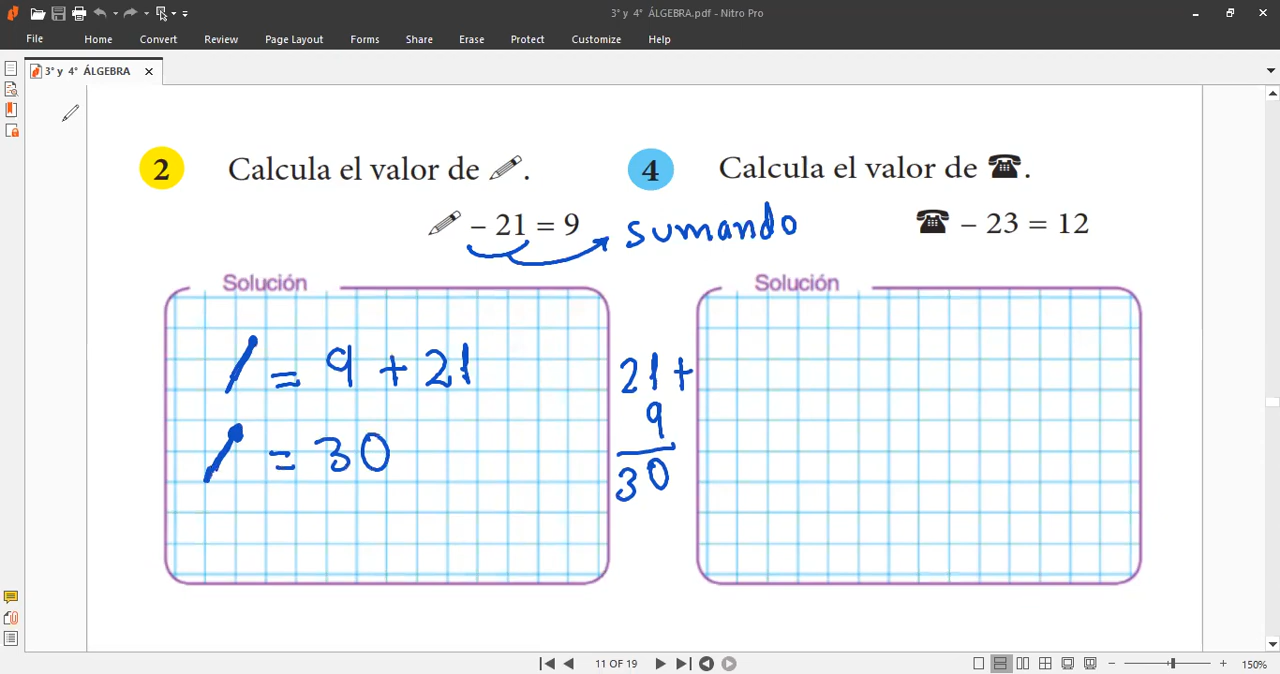 3° y 4° ÁLGEBRA.pdf - Nitro Pro
File Home Convert Review Page Layout Forms Share Erase Protect Customize Help
3° y 4° ÁLGEBRA
2 Calcula el valor de ✏.
✏ – 21 = 9
sumando
Solución
= 9 + 21
= 30
21 +
9
30
4 Calcula el valor de ☎.
☎ – 23 = 12
Solución
11 OF 19
150%